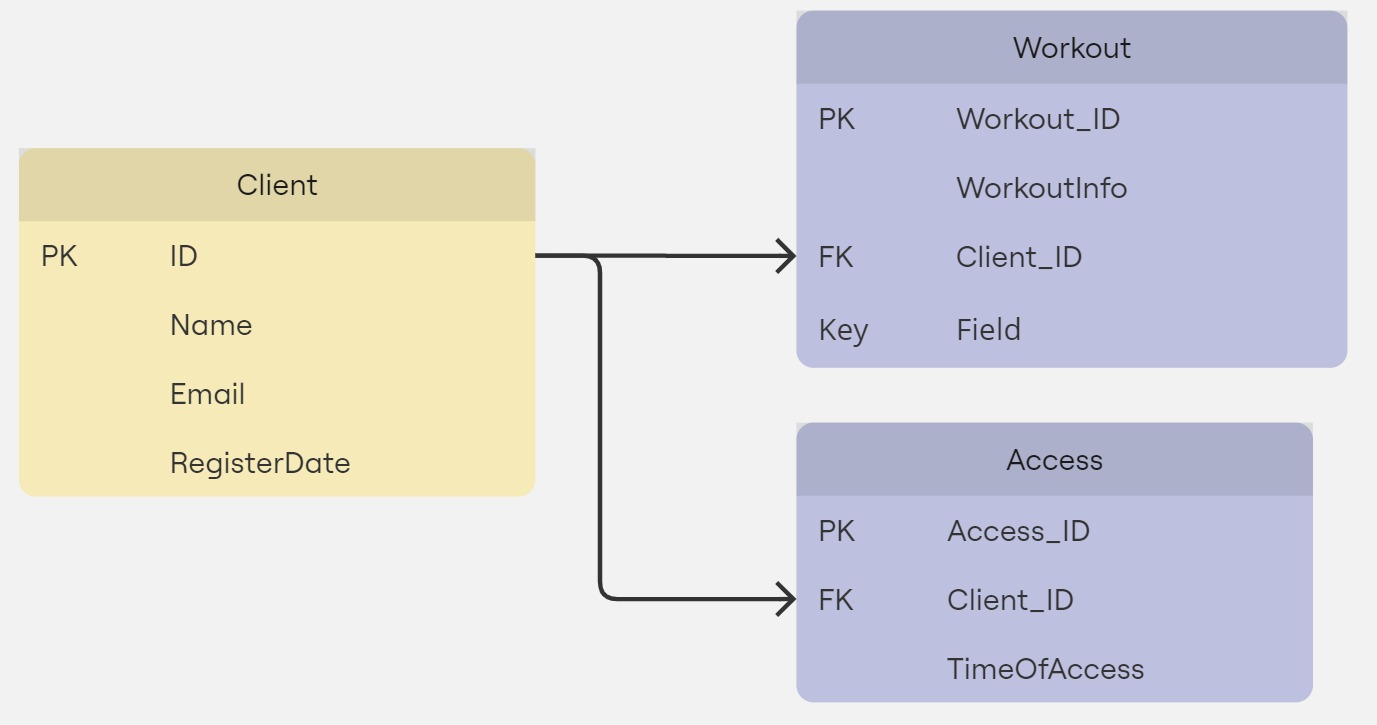 Client
PK ID
Name
Email
RegisterDate
Workout
PK Workout_ID
WorkoutInfo
FK Client_ID
Key Field
Access
PK Access_ID
FK Client_ID
TimeOfAccess